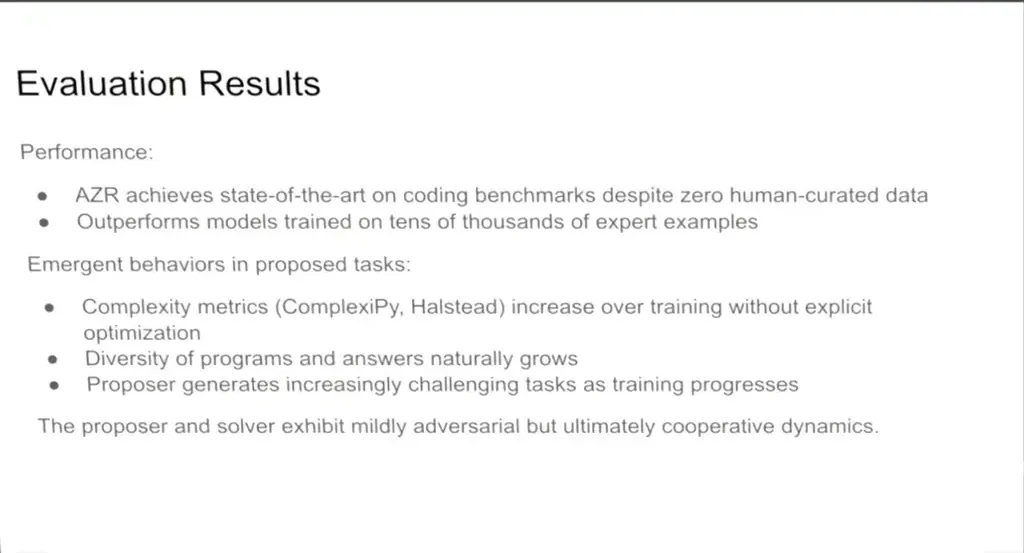 Evaluation Results
Performance:
● AZR achieves state-of-the-art on coding benchmarks despite zero human-curated data
● Outperforms models trained on tens of thousands of expert examples
Emergent behaviors in proposed tasks:
● Complexity metrics (ComplexiPy, Halstead) increase over training without explicit
optimization
● Diversity of programs and answers naturally grows
● Proposer generates increasingly challenging tasks as training progresses
The proposer and solver exhibit mildly adversarial but ultimately cooperative dynamics.